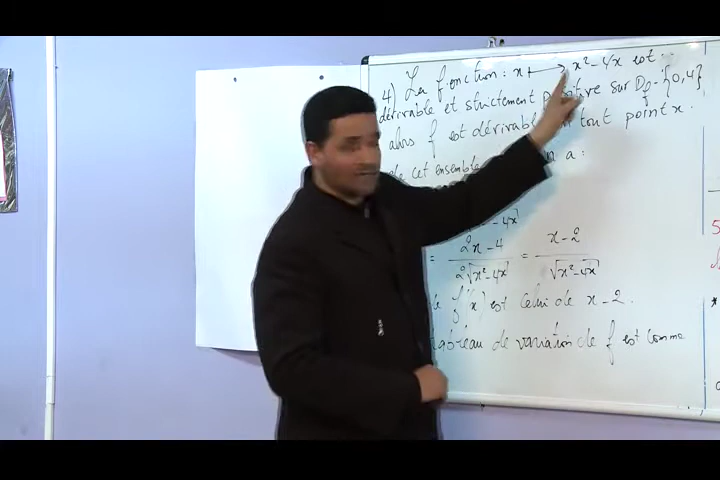 4) La fonction : x ⟼ x² - 4x est
dérivable et strictement positive sur Df - {0,4}
alors f est dérivable en tout point x
de cet ensemble a :
- 4x
= 2x - 4 / 2√(x² - 4x) = x - 2 / √(x² - 4x)
(x) est celui de x - 2.
tableau de variation de f est comme